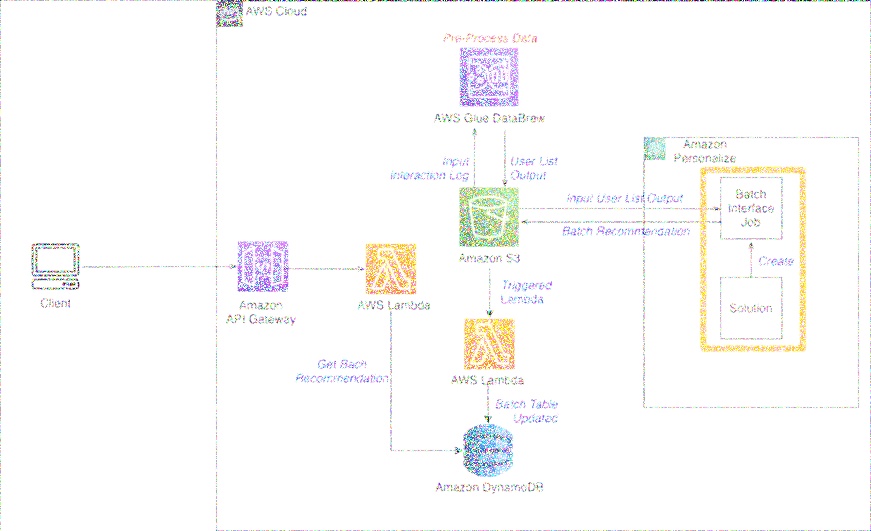 AWS Cloud
Pre-Process Data
AWS Glue DataBrew
Input
Interaction Log
User List
Output
Amazon
Personalize
Input User List Output
Batch
Interface
Job
Batch Recommendation
Amazon S3
Create
Client
Amazon
API Gateway
AWS Lambda
Triggered
Lambda
Solution
Get Bach
Recommendation
AWS Lambda
Batch Table
Updated
Amazon DynamoDB